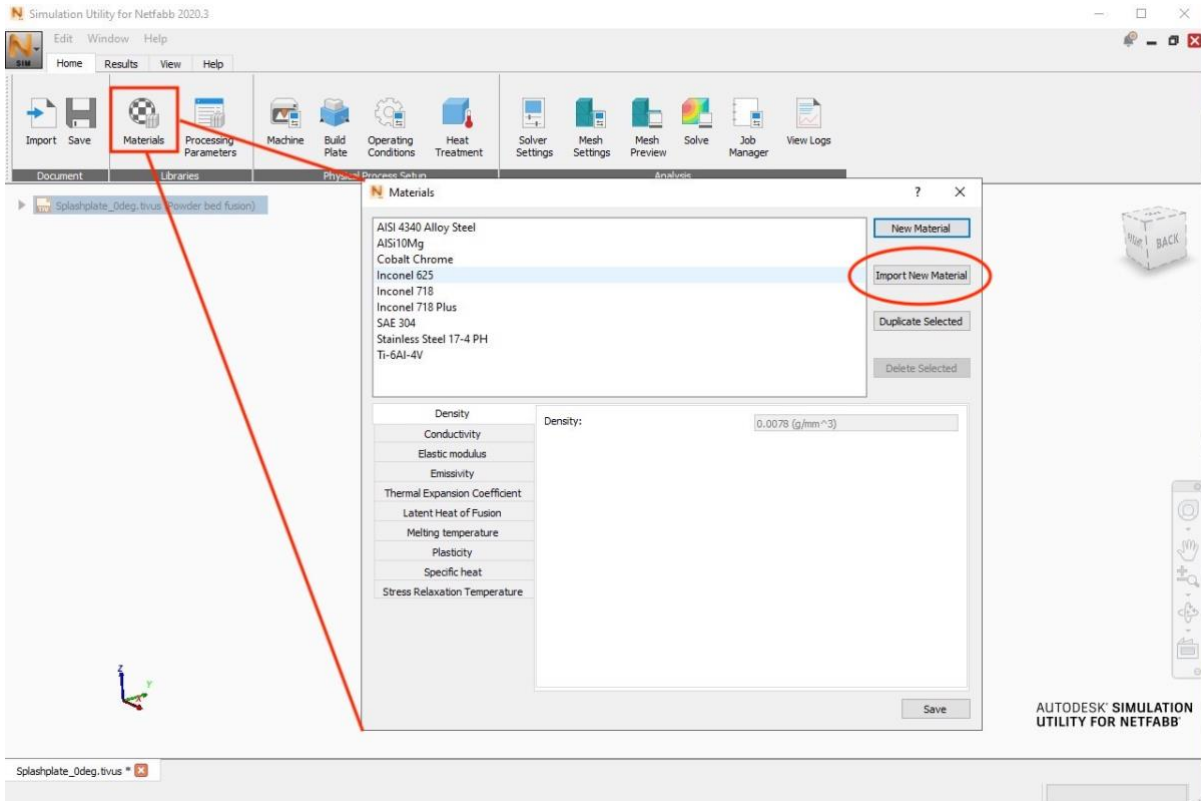 Simulation Utility for Netfabb 2020.3
Edit Window Help
SIM
Home Results View Help
Import Save Materials Processing Parameters Machine Build Plate Operating Conditions Heat Treatment Solver Settings Mesh Settings Mesh Preview Solve Job Manager View Logs
Document Libraries Physical Process Setup Analysis
Splashplate_0deg.tivus (Powder bed fusion)
Materials
? 
AISI 4340 Alloy Steel
AlSi10Mg
Cobalt Chrome
Inconel 625
Inconel 718
Inconel 718 Plus
SAE 304
Stainless Steel 17-4 PH
Ti-6Al-4V
New Material
Import New Material
Duplicate Selected
Delete Selected
Density
Conductivity
Elastic modulus
Emissivity
Thermal Expansion Coefficient
Latent Heat of Fusion
Melting temperature
Plasticity
Specific heat
Stress Relaxation Temperature
Density: 0.0078 (g/mm^3)
Save
BACK
Z
Y
X
AUTODESK' SIMULATION
UTILITY FOR NETFABB'
Splashplate_0deg.tivus *